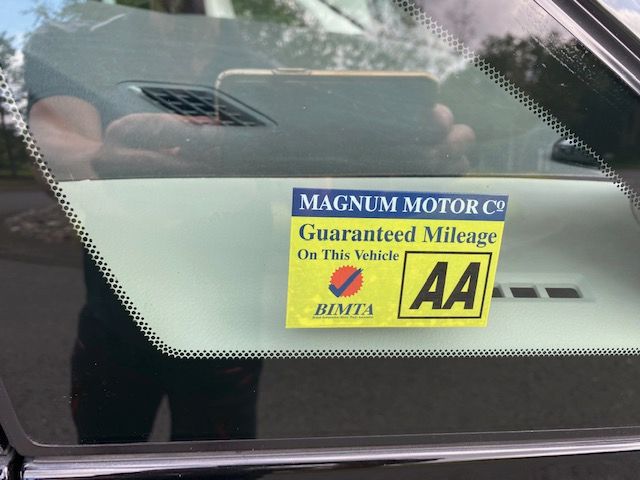 MAGNUM MOTOR Cº
Guaranteed Mileage
On This Vehicle
AA
BIMTA